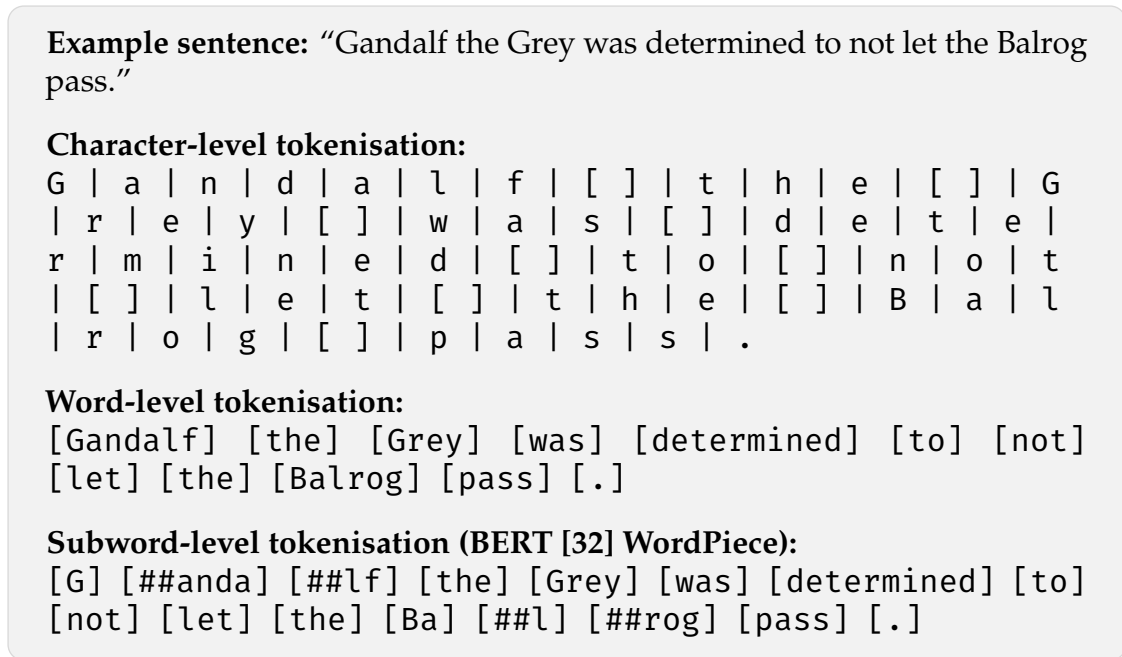 Example sentence: “Gandalf the Grey was determined to not let the Balrog
pass.”
Character-level tokenisation:
G | a | n | d | a | l | f | [ ] | t | h | e | [ ] | G
| r | e | y | [ ] | w | a | s | [ ] | d | e | t | e |
r | m | i | n | e | d | [ ] | t | o | [ ] | n | o | t
| [ ] | l | e | t | [ ] | t | h | e | [ ] | B | a | l
| r | o | g | [ ] | p | a | s | s | .
Word-level tokenisation:
[Gandalf] [the] [Grey] [was] [determined] [to] [not]
[let] [the] [Balrog] [pass] [.]
Subword-level tokenisation (BERT [32] WordPiece):
[G] [##anda] [##lf] [the] [Grey] [was] [determined] [to]
[not] [let] [the] [Ba] [##l] [##rog] [pass] [.]